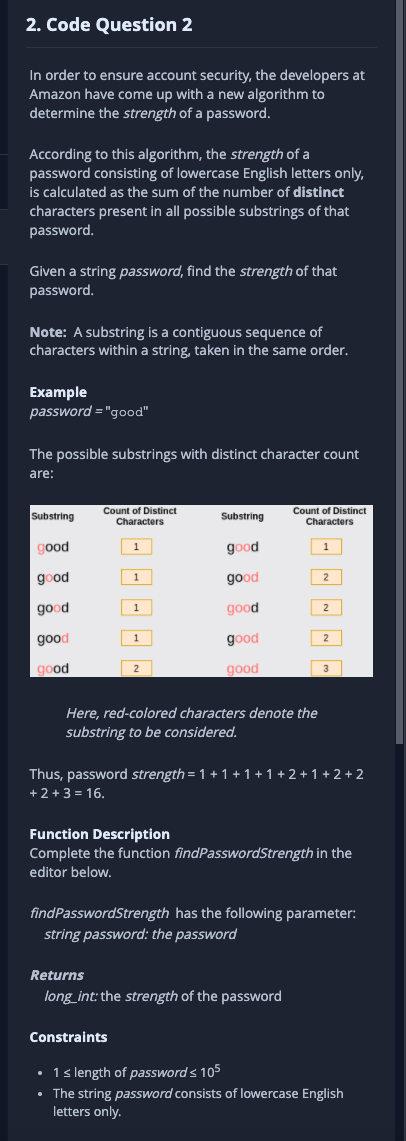 2. Code Question 2
In order to ensure account security, the developers at
Amazon have come up with a new algorithm to
determine the strength of a password.
According to this algorithm, the strength of a
password consisting of lowercase English letters only,
is calculated as the sum of the number of distinct
characters present in all possible substrings of that
password.
Given a string password, find the strength of that
password.
Note: A substring is a contiguous sequence of
characters within a string, taken in the same order.
Example
password = "good"
The possible substrings with distinct character count
are:
Substring Count of Distinct Characters Substring Count of Distinct Characters
good 1 good 1
good 1 good 2
good 1 good 2
good 1 good 2
good 2 good 3
Here, red-colored characters denote the
substring to be considered.
Thus, password strength = 1 + 1 + 1 + 1 + 2 + 1 + 2 + 2
+ 2 + 3 = 16.
Function Description
Complete the function findPasswordStrength in the
editor below.
findPasswordStrength has the following parameter:
string password: the password
Returns
long_int: the strength of the password
Constraints
• 1 ≤ length of password ≤ 10⁵
• The string password consists of lowercase English
letters only.